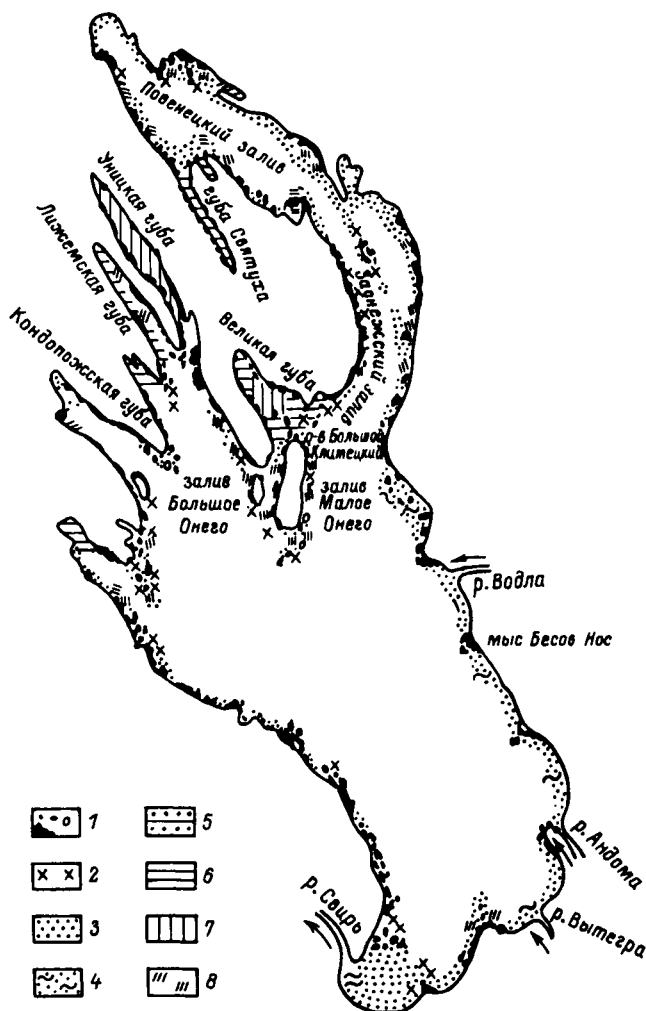 Повенецкий залив
Уницкая губа
губа Святуха
Лижемская губа
Заонежский залив
Кондопожская губа
Великая губа
о-в Большой
Климецкий
залив
Большое
Онего
залив
Малое
Онего
р. Водла
мыс Бесов Нос
р. Андома
р. Вытегра
р. Свирь
1
2
3
4
5
6
7
8